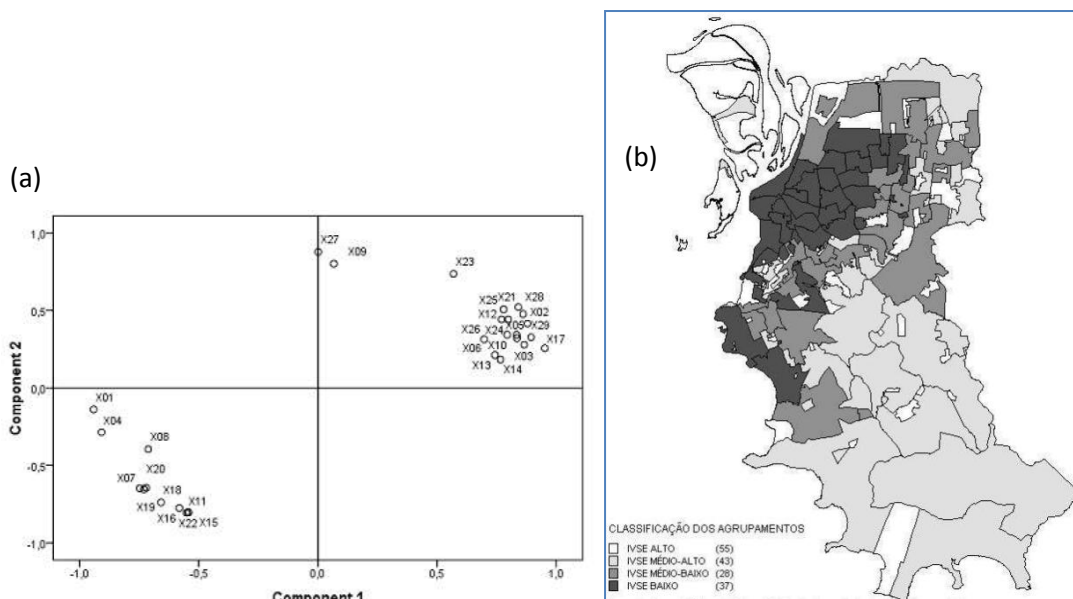 (a)
Component 2
1,0
0,5
0,0
-0,5
-1,0
X27
X09
X23
X25
X21
X28
X12
X02
X26
X24
X05
X29
X06
X10
X17
X13
X03
X14
X01
X04
X08
X07
X20
X19
X18
X11
X16
X22
X15
-1,0
-0,5
0,0
0,5
1,0
Component 1
(b)
CLASSIFICAÇÃO DOS AGRUPAMENTOS
IVSE ALTO (55)
IVSE MÉDIO-ALTO (43)
IVSE MÉDIO-BAIXO (28)
IVSE BAIXO (37)